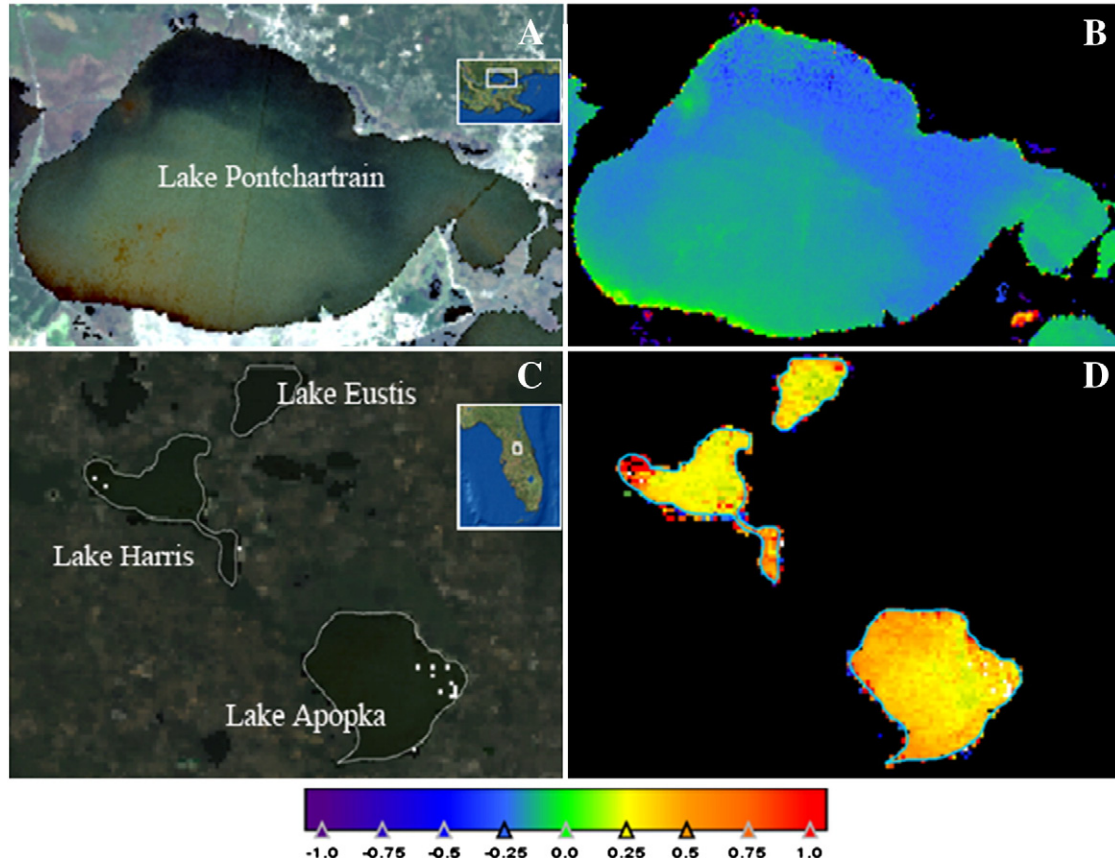 A
B
Lake Pontchartrain
C
D
Lake Eustis
Lake Harris
Lake Apopka
-1.0 -0.75 -0.5 -0.25 0.0 0.25 0.5 0.75 1.0